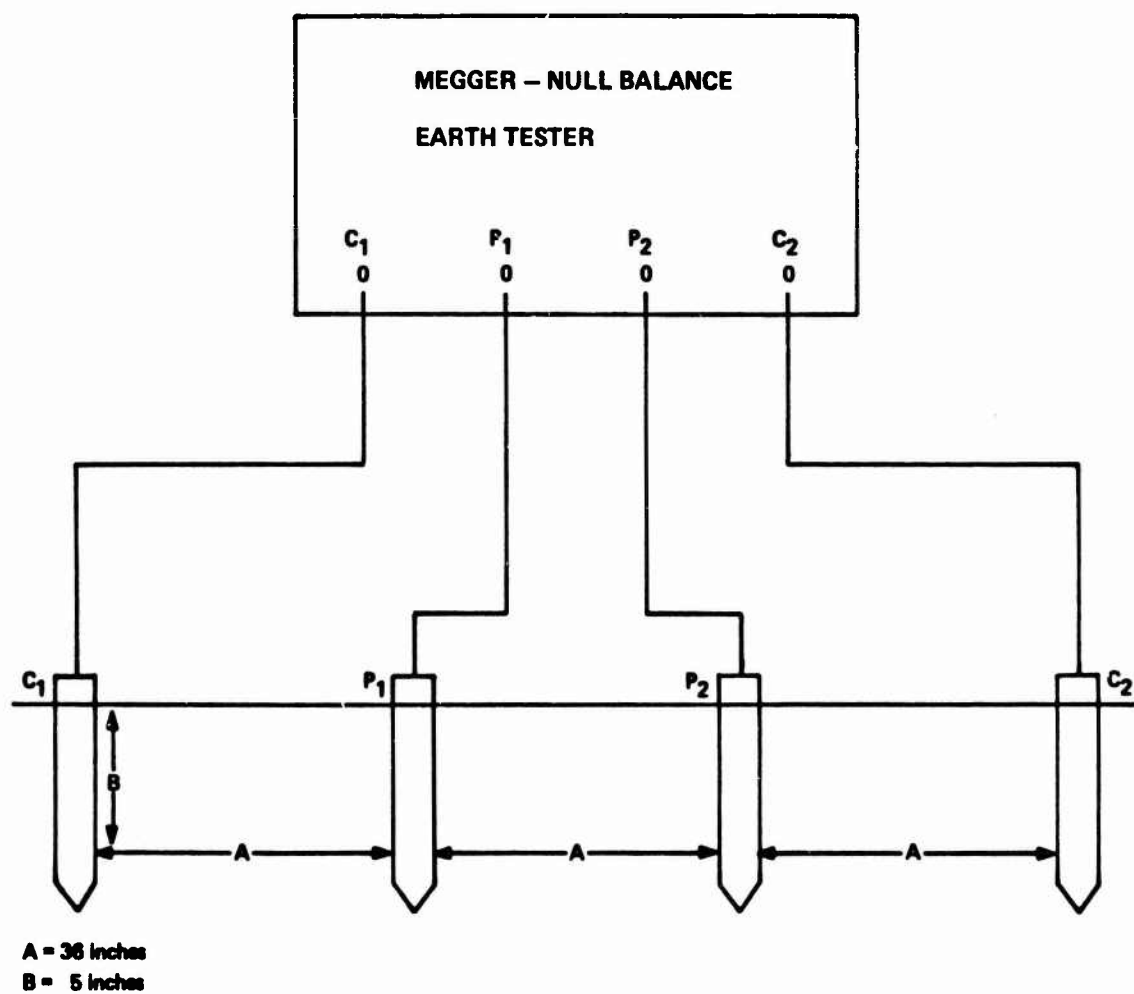 MEGGER – NULL BALANCE
EARTH TESTER
C1 P1 P2 C2
0 0 0 0
C1 P1 P2 C2
B
A A A
A = 36 inches
B = 5 inches